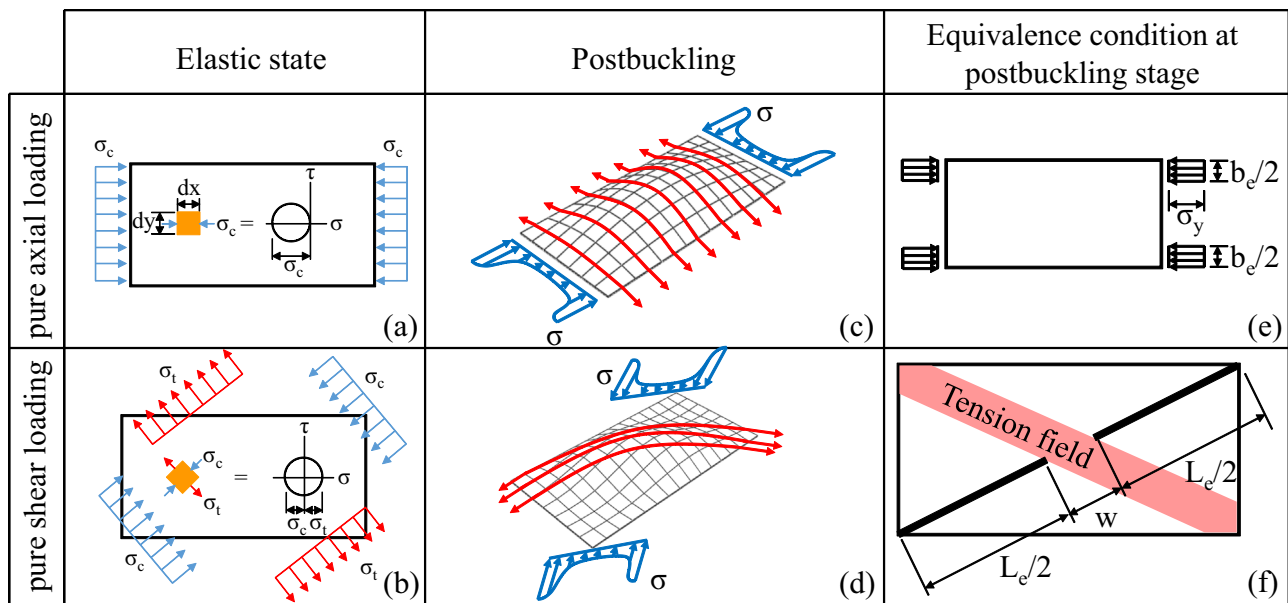 Elastic state
Postbuckling
Equivalence condition at
postbuckling stage
pure axial loading
σc
σc
dx
dy
σc =
τ
σ
σc
(a)
σ
σ
(c)
be/2
σy
be/2
(e)
pure shear loading
σt
σc
σc
σt
=
τ
σ
σc σt
σc
σt
(b)
σ
σ
(d)
Tension field
Le/2
w
Le/2
(f)